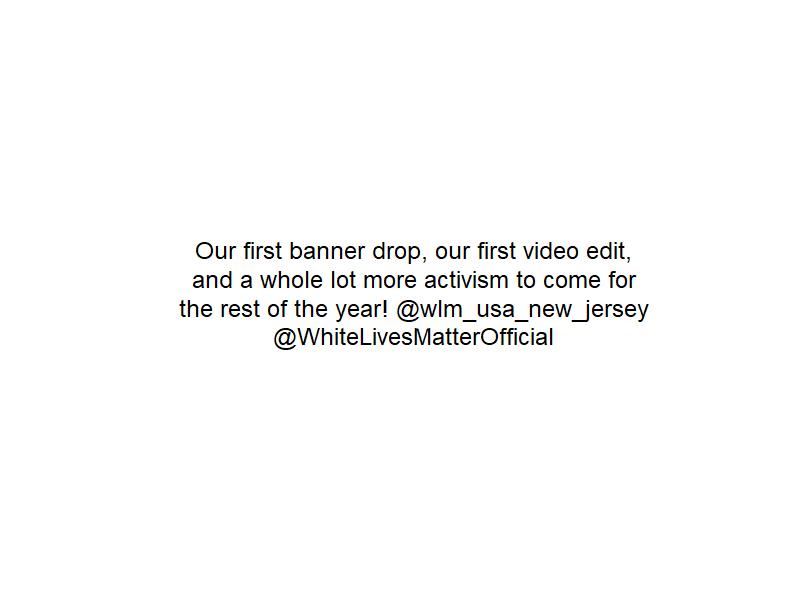 Our first banner drop, our first video edit,
and a whole lot more activism to come for
the rest of the year! @wlm_usa_new_jersey
@WhiteLivesMatterOfficial